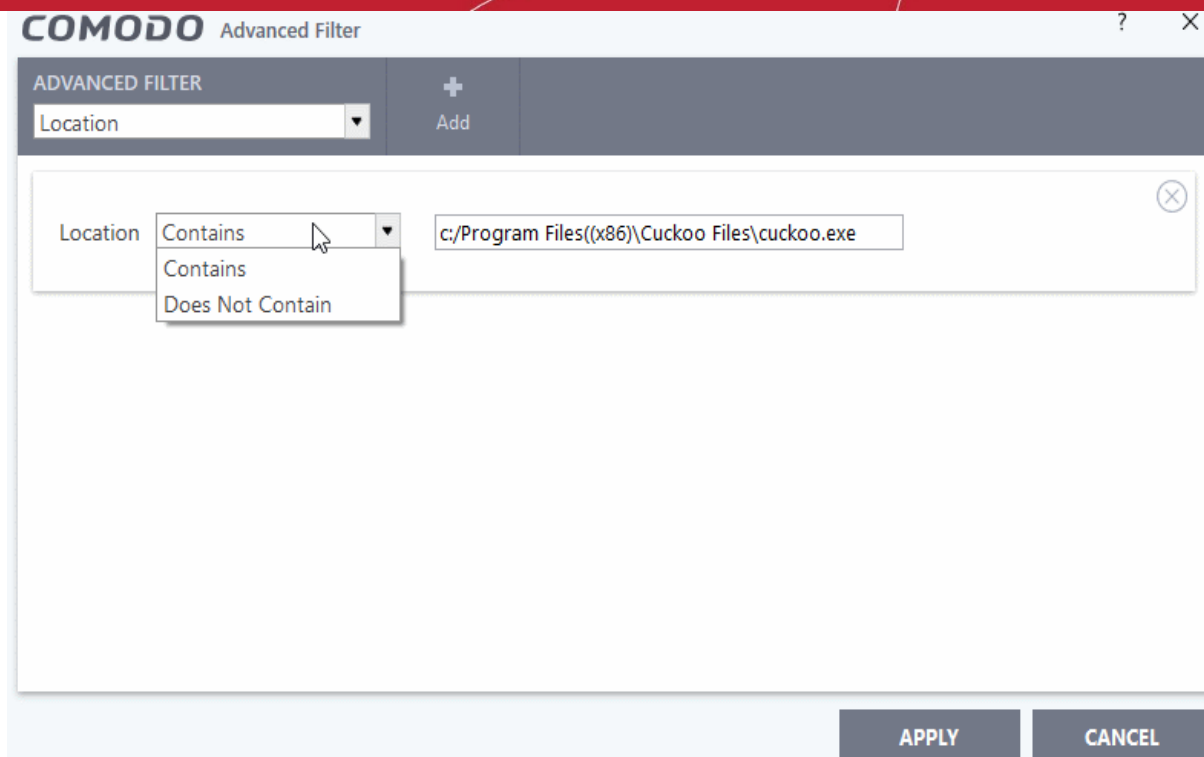 COMODO Advanced Filter ? X
ADVANCED FILTER
Location
+
Add
Location Contains c:/Program Files((x86)\Cuckoo Files\cuckoo.exe
Contains
Does Not Contain
APPLY CANCEL